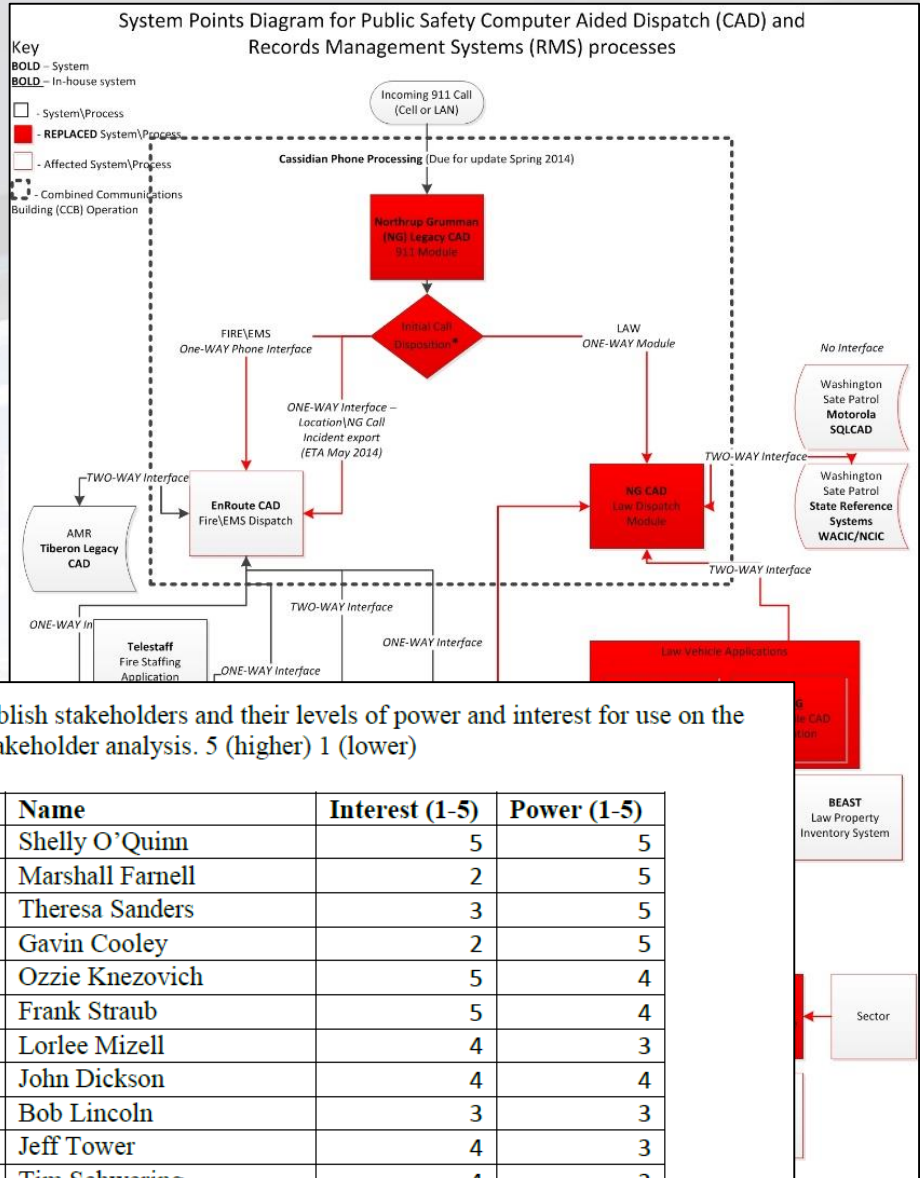 System Points Diagram for Public Safety Computer Aided Dispatch (CAD) and
Records Management Systems (RMS) processes
Key
BOLD – System
BOLD – In-house system
- System\Process
- REPLACED System\Process
- Affected System\Process
- Combined Communications
Building (CCB) Operation
Incoming 911 Call
(Cell or LAN)
Cassidian Phone Processing (Due for update Spring 2014)
Northrup Grumman
(NG) Legacy CAD
911 Module
Initial Call
Disposition*
FIRE\EMS
One-WAY Phone Interface
LAW
ONE-WAY Module
ONE-WAY Interface –
Location\NG Call
Incident export
(ETA May 2014)
No Interface
Washington
Sate Patrol
Motorola
SQLCAD
TWO-WAY Interface
Washington
Sate Patrol
State Reference
Systems
WACIC/NCIC
TWO-WAY Interface
EnRoute CAD
Fire\EMS Dispatch
NG CAD
Law Dispatch
Module
AMR
Tiberon Legacy
CAD
TWO-WAY Interface
ONE-WAY In
TWO-WAY Interface
ONE-WAY Interface
Telestaff
Fire Staffing
Application
ONE-WAY Interface
Law Vehicle Applications
G
le CAD
tion
BEAST
Law Property
Inventory System
Sector
blish stakeholders and their levels of power and interest for use on the
akeholder analysis. 5 (higher) 1 (lower)
Name Interest (1-5) Power (1-5)
Shelly O’Quinn 5 5
Marshall Farnell 2 5
Theresa Sanders 3 5
Gavin Cooley 2 5
Ozzie Knezovich 5 4
Frank Straub 5 4
Lorlee Mizell 4 3
John Dickson 4 4
Bob Lincoln 3 3
Jeff Tower 4 3